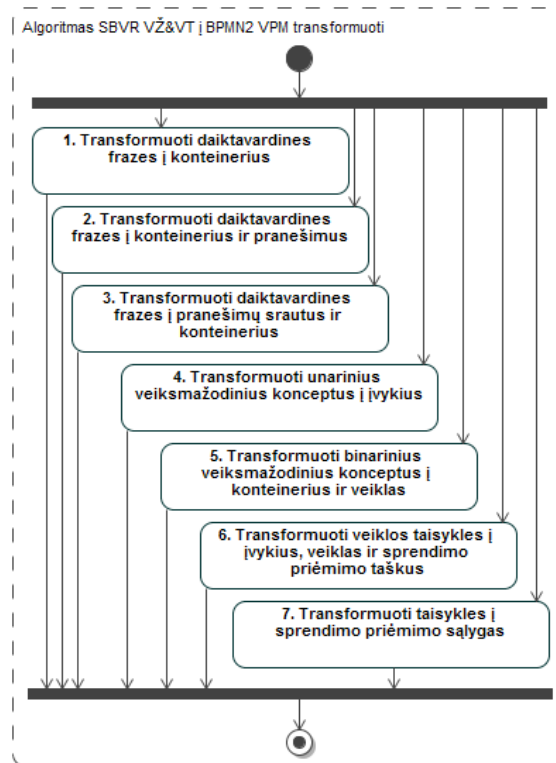 Algoritmas SBVR VŽ&VT į BPMN2 VPM transformuoti
1. Transformuoti daiktavardines
frazes į konteinerius
2. Transformuoti daiktavardines
frazes į konteinerius ir pranešimus
3. Transformuoti daiktavardines
frazes į pranešimų srautus ir
konteinerius
4. Transformuoti unarinius
veiksmažodinius konceptus į įvykius
5. Transformuoti binarinius
veiksmažodinius konceptus į
konteinerius ir veiklas
6. Transformuoti veiklos taisykles į
įvykius, veiklas ir sprendimo
priėmimo taškus
7. Transformuoti taisykles į
sprendimo priėmimo sąlygas